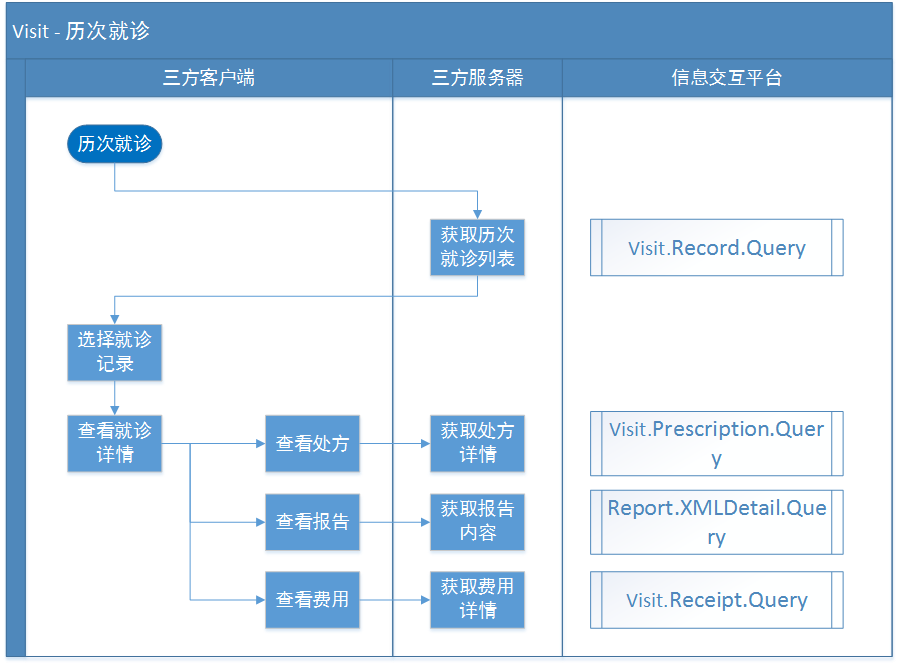 Visit - 历次就诊
三方客户端
三方服务器
信息交互平台
历次就诊
获取历次
就诊列表
Visit.Record.Query
选择就诊
记录
查看就诊
详情
查看处方
获取处方
详情
Visit.Prescription.Quer
y
查看报告
获取报告
内容
Report.XMLDetail.Que
ry
查看费用
获取费用
详情
Visit.Receipt.Query